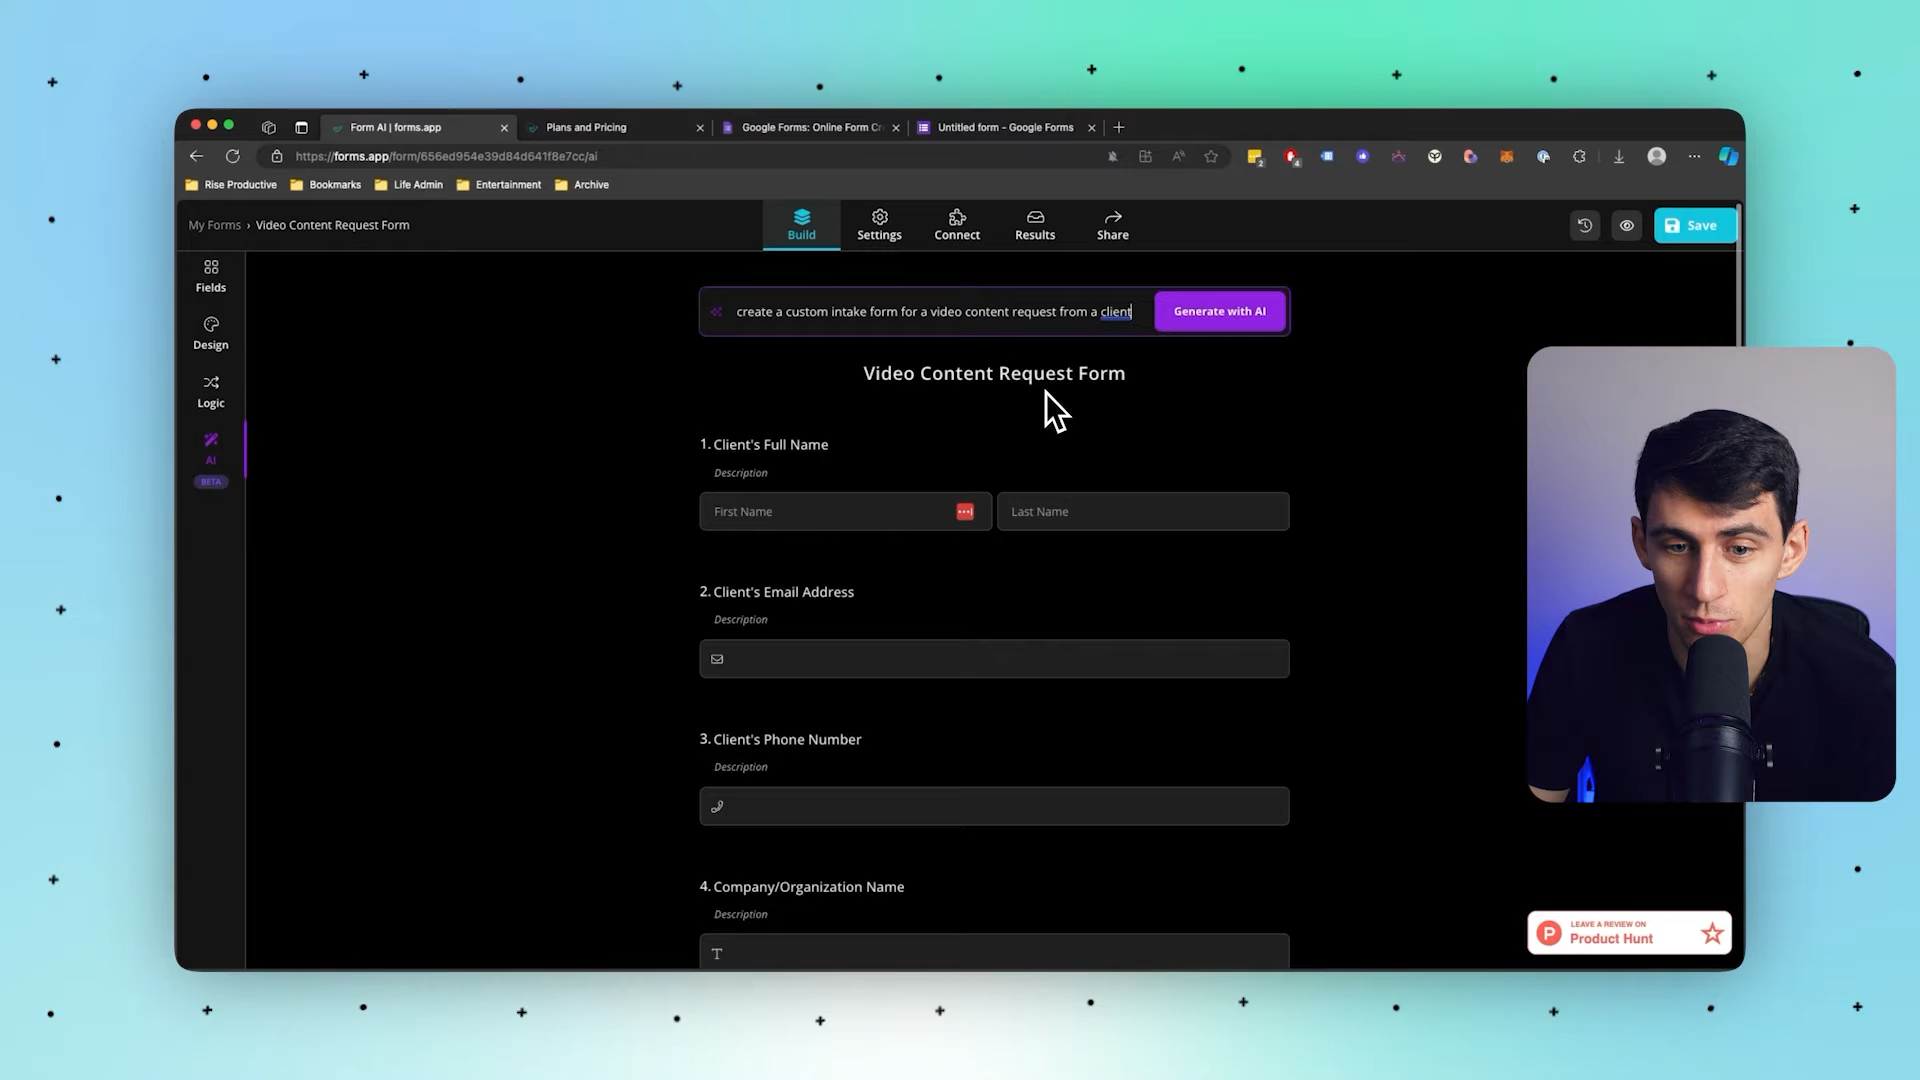 Form AI | forms.app
Plans and Pricing
Google Forms: Online Form Cr
Untitled form - Google Forms
https://forms.app/form/656ed954e39d84d641f8e7cc/ai
2
4
Rise Productive
Bookmarks
Life Admin
Entertainment
Archive
My Forms › Video Content Request Form
Build
Settings
Connect
Results
Share
Save
Fields
Design
Logic
AI
BETA
create a custom intake form for a video content request from a client
Generate with AI
Video Content Request Form
1. Client's Full Name
Description
First Name
Last Name
2. Client's Email Address
Description
3. Client's Phone Number
Description
4. Company/Organization Name
Description
P
LEAVE A REVIEW ON
Product Hunt